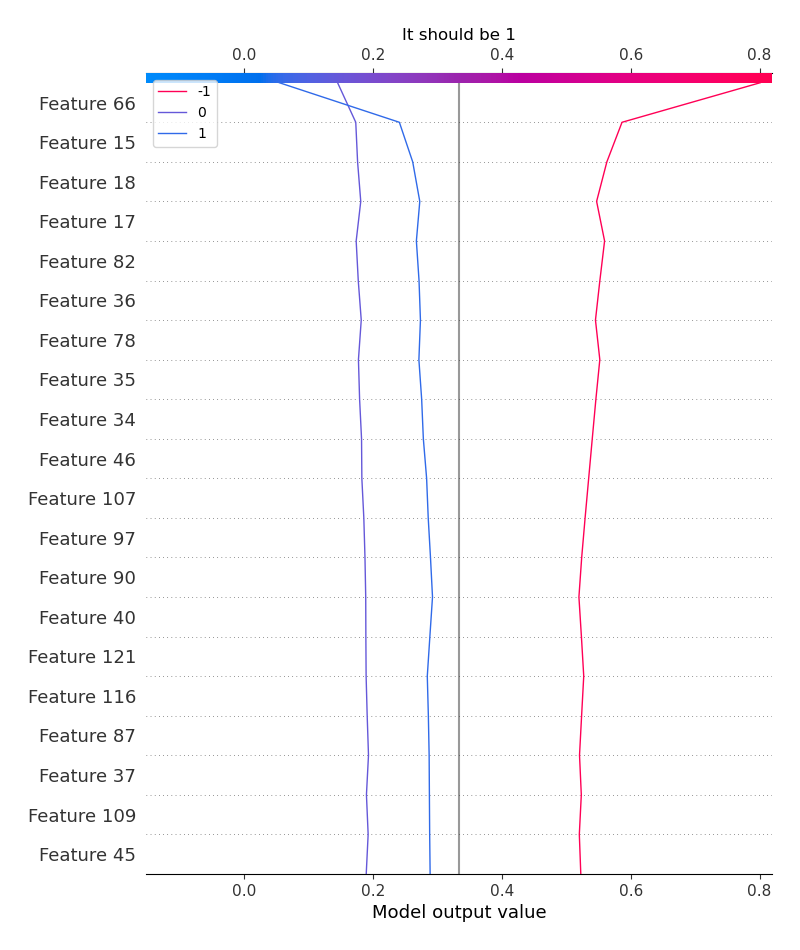 It should be 1
0.0 0.2 0.4 0.6 0.8
-1
0
1
Feature 66
Feature 15
Feature 18
Feature 17
Feature 82
Feature 36
Feature 78
Feature 35
Feature 34
Feature 46
Feature 107
Feature 97
Feature 90
Feature 40
Feature 121
Feature 116
Feature 87
Feature 37
Feature 109
Feature 45
0.0 0.2 0.4 0.6 0.8
Model output value